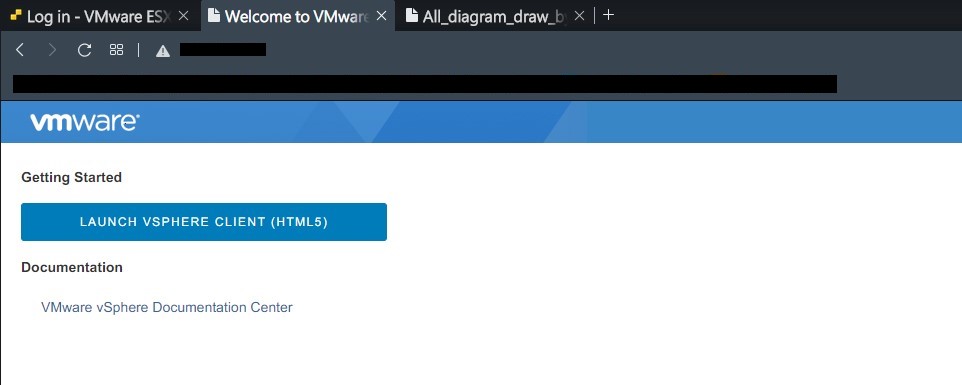 Log in - VMware ESX
Welcome to VMware
All_diagram_draw_by
vmware
Getting Started
LAUNCH VSPHERE CLIENT (HTML5)
Documentation
VMware vSphere Documentation Center